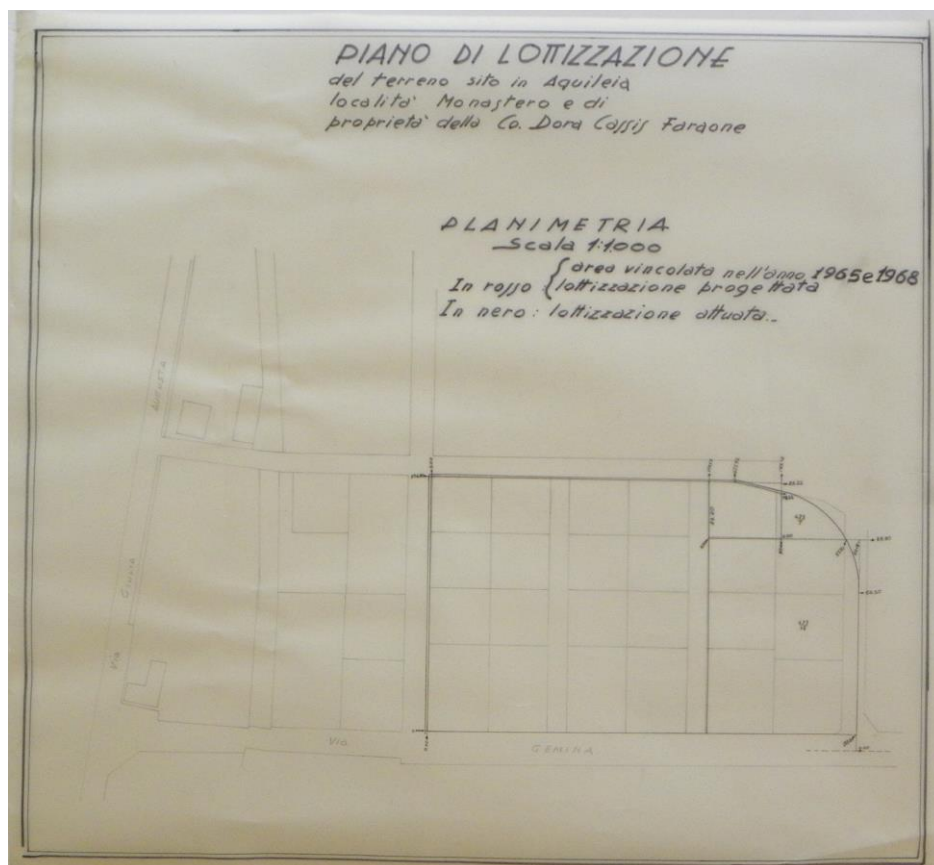 PIANO DI LOTTIZZAZIONE
del terreno sito in Aquileia
località Monastero e di
proprietà della Co. Dora Cassis Faraone
PLANIMETRIA
Scala 1:1000
In rosso { area vincolata nell'anno 1965 e 1968
lottizzazione progettata
In nero: lottizzazione attuata..
AUGUSTA
GIULIA
Via
Via GEMINA